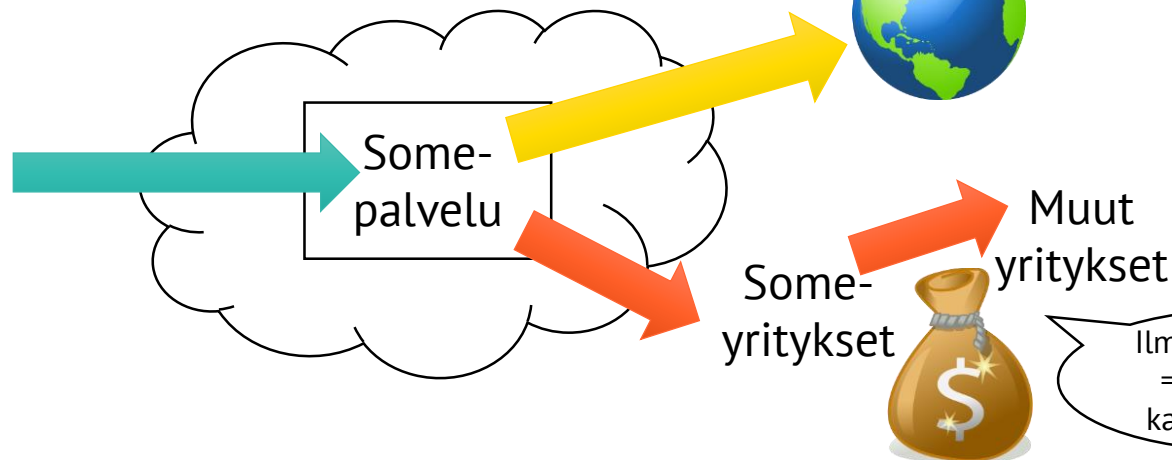 Some-
palvelu
Muut
yritykset
Some-
yritykset
$
=